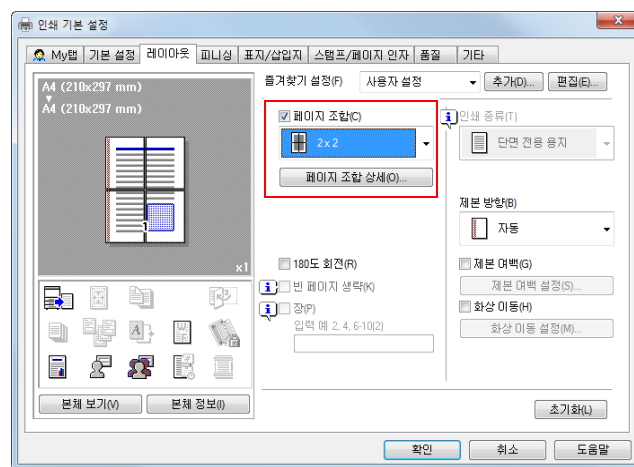 인쇄 기본 설정
My탭 기본 설정 레이아웃 피니싱 표지/삽입지 스탬프/페이지 인자 품질 기타
A4 (210x297 mm)
A4 (210x297 mm)
1
x1
본체 보기(V) 본체 정보(I)
즐겨찾기 설정(F) 사용자 설정 추가(D)... 편집(E)...
페이지 조합(C)
2 x 2
페이지 조합 상세(O)...
180도 회전(R)
빈 페이지 생략(K)
장(P)
입력 예 2, 4, 6-10(2)
인쇄 종류(T)
단면 전용 용지
제본 방향(B)
자동
제본 여백(G)
제본 여백 설정(S)...
화상 이동(H)
화상 이동 설정(M)...
초기화(L)
확인 취소 도움말